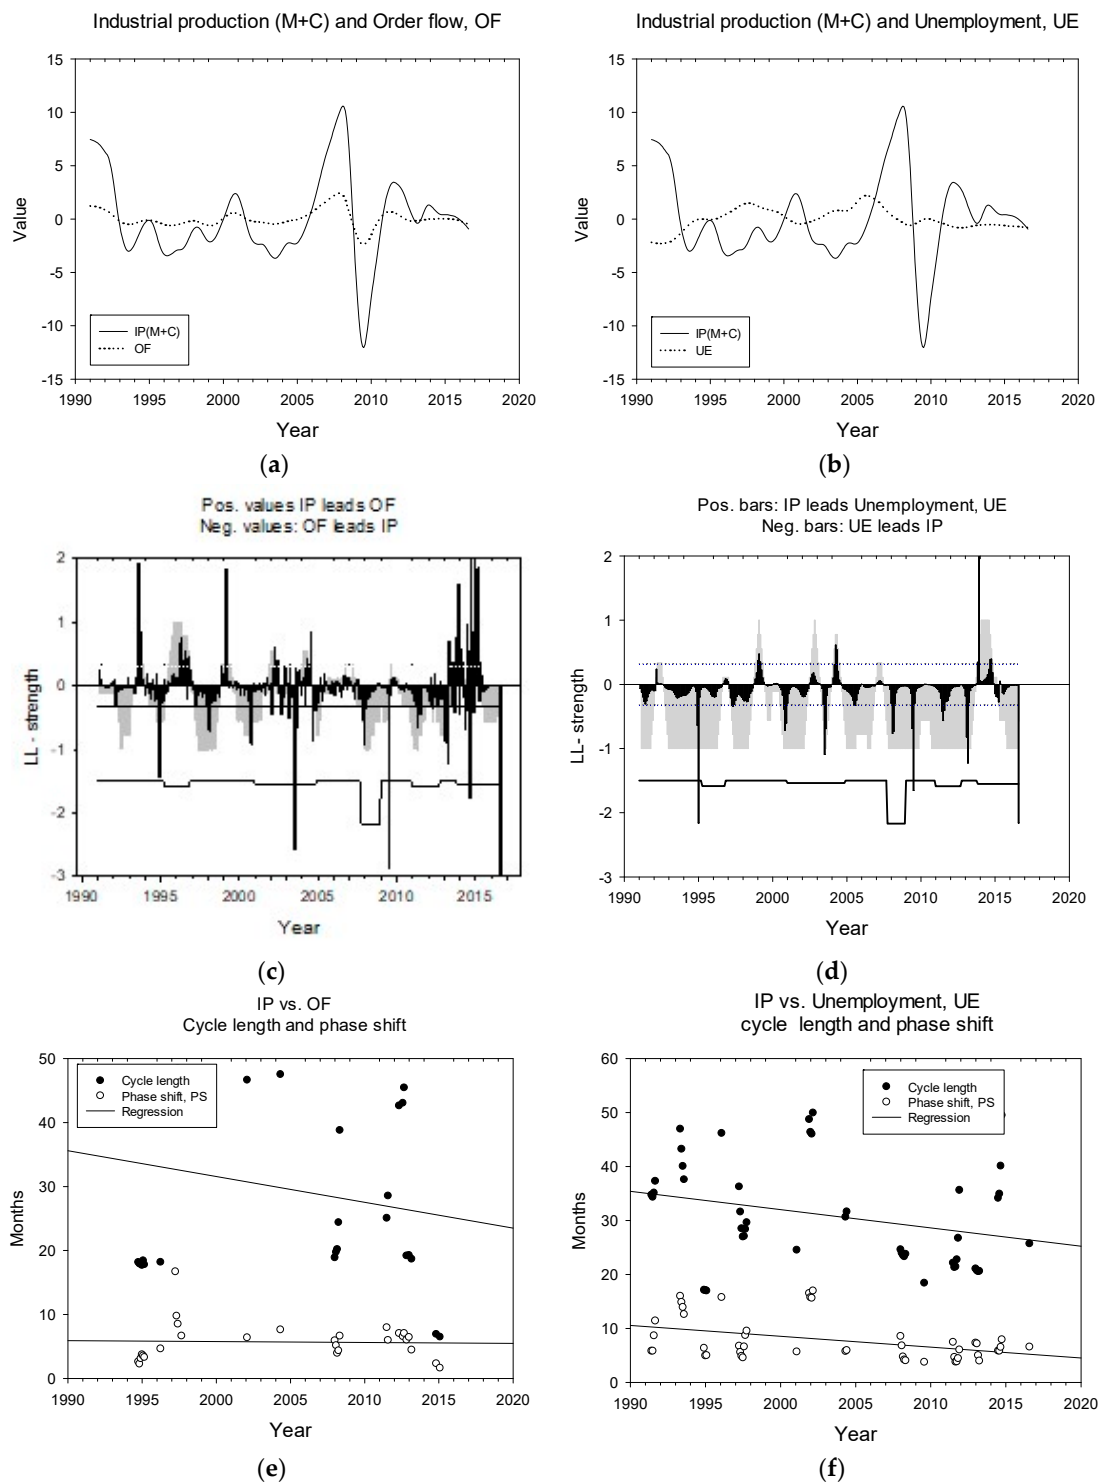 Industrial production (M+C) and Order flow, OF
15
10
5
0
-5
-10
-15
Value
IP(M+C)
OF
1990 1995 2000 2005 2010 2015 2020
Year
(a)
Industrial production (M+C) and Unemployment, UE
15
10
5
0
-5
-10
-15
Value
IP(M+C)
UE
1990 1995 2000 2005 2010 2015 2020
Year
(b)
Pos. values IP leads OF
Neg. values: OF leads IP
2
1
0
-1
-2
-3
LL - strength
1990 1995 2000 2005 2010 2015
Year
(c)
Pos. bars: IP leads Unemployment, UE
Neg. bars: UE leads IP
2
1
0
-1
-2
-3
LL- strength
1990 1995 2000 2005 2010 2015 2020
Year
(d)
IP vs. OF
Cycle length and phase shift
50
40
30
20
10
0
Months
Cycle length
Phase shift, PS
Regression
1990 1995 2000 2005 2010 2015 2020
Year
(e)
IP vs. Unemployment, UE
cycle length and phase shift
60
50
40
30
20
10
0
Months
Cycle length
Phase shift, PS
Regression
1990 1995 2000 2005 2010 2015 2020
Year
(f)